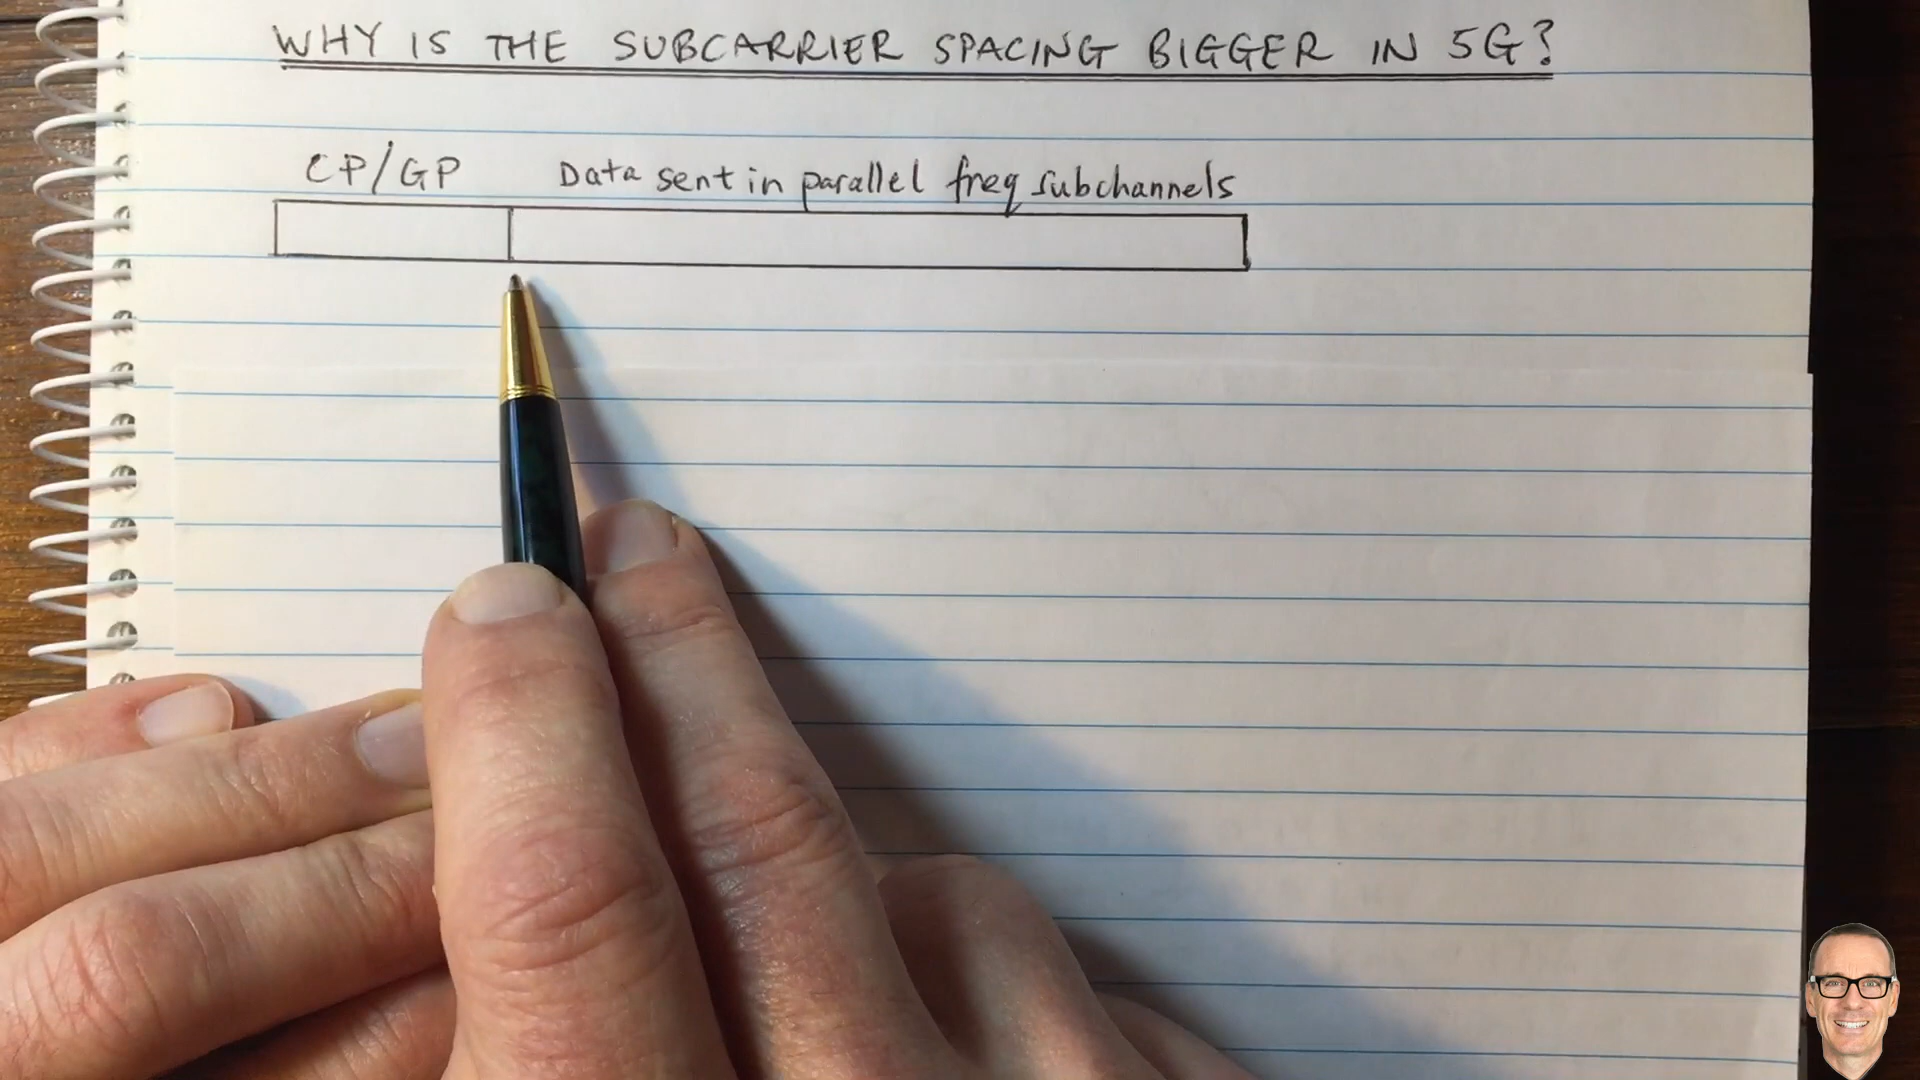 WHY IS THE SUBCARRIER SPACING BIGGER IN 5G?
CP/GP Data sent in parallel freq subchannels